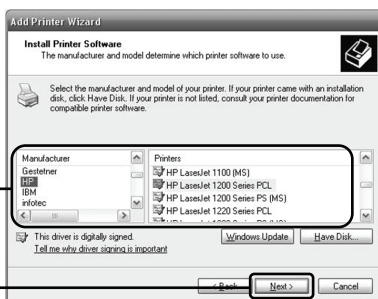 Add Printer Wizard
Install Printer Software
The manufacturer and model determine which printer software to use.
Select the manufacturer and model of your printer. If your printer came with an installation
disk, click Have Disk. If your printer is not listed, consult your printer documentation for
compatible printer software.
Manufacturer
Gestetner
HP
IBM
infotec
Printers
HP LaserJet 1100 (MS)
HP LaserJet 1200 Series PCL
HP LaserJet 1200 Series PS (MS)
HP LaserJet 1220 Series PCL
This driver is digitally signed.
Tell me why driver signing is important
Windows Update
Have Disk...
< Back
Next >
Cancel